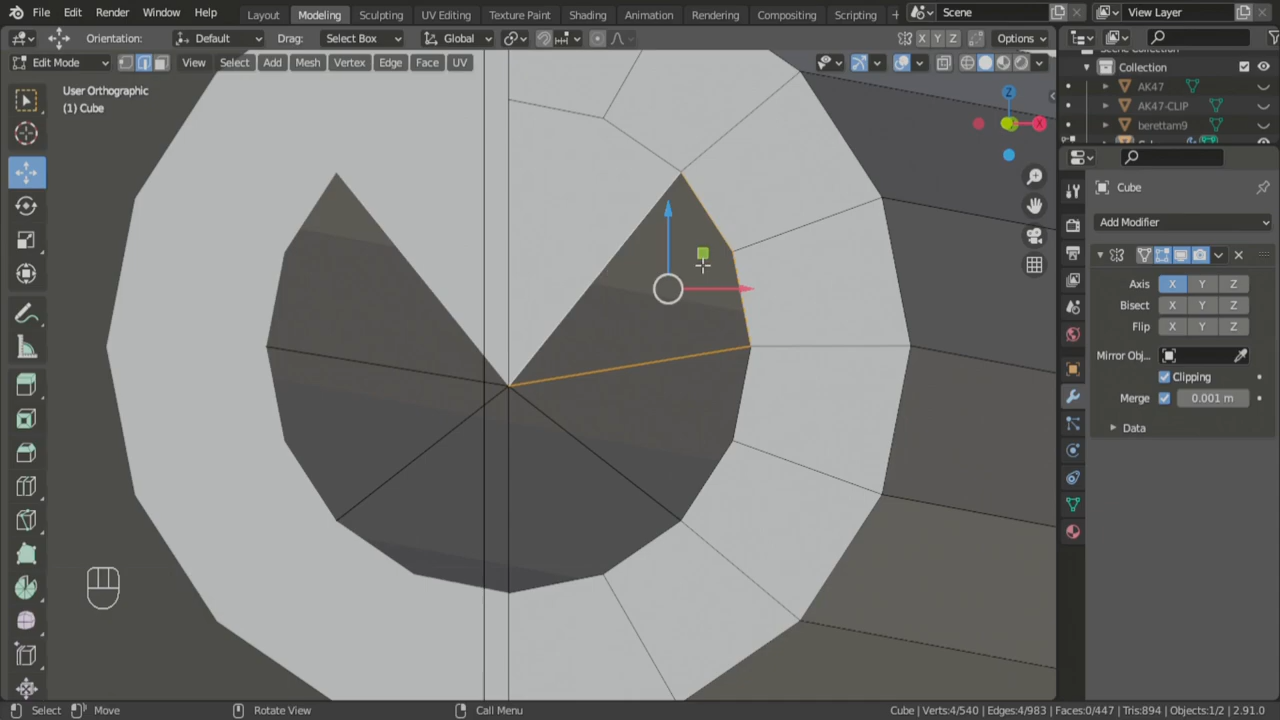 File Edit Render Window Help Layout Modeling Sculpting UV Editing Texture Paint Shading Animation Rendering Compositing Scripting + Scene View Layer
Orientation: Default Drag: Select Box Global X Y Z Options
Edit Mode View Select Add Mesh Vertex Edge Face UV
User Orthographic
(1) Cube
Z
X
Collection
AK47
AK47-CLIP
berettam9
Cube
Add Modifier
Axis X Y Z
Bisect X Y Z
Flip X Y Z
Mirror Obj...
Clipping
Merge 0.001 m
Data
Select Move Rotate View Call Menu Cube | Verts:4/540 | Edges:4/983 | Faces:0/447 | Tris:894 | Objects:1/2 | 2.91.0